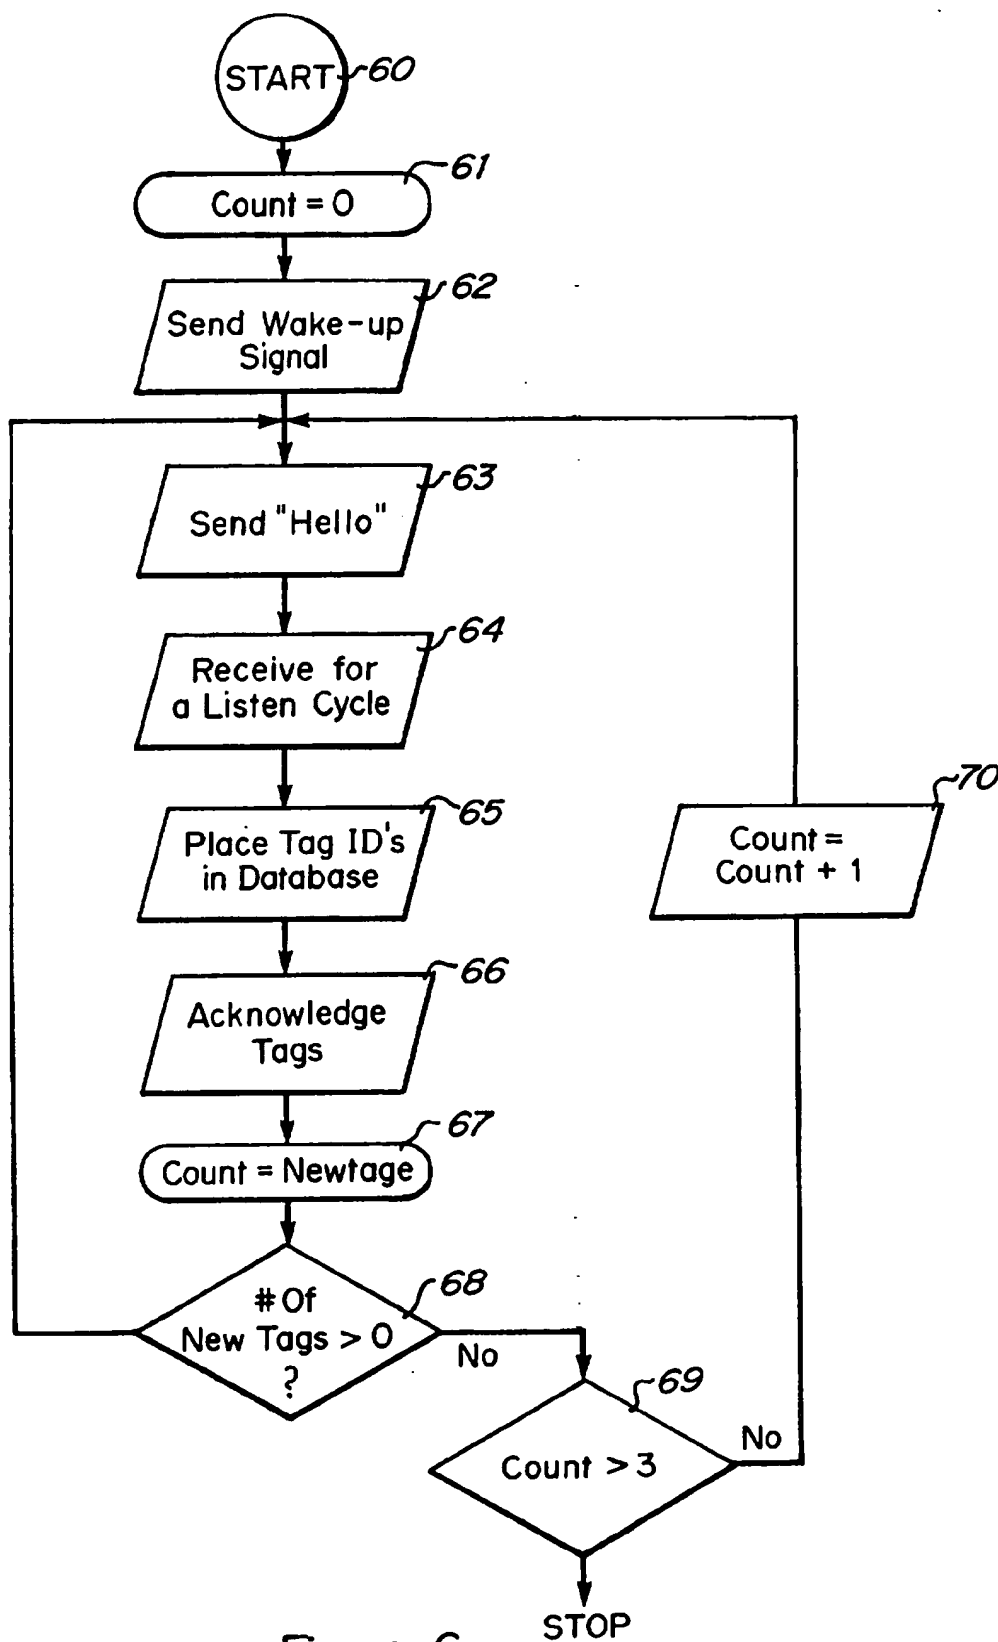 START
60
61
Count = 0
62
Send Wake-up
Signal
63
Send "Hello"
64
Receive for
a Listen Cycle
65
Place Tag ID's
in Database
70
Count =
Count + 1
66
Acknowledge
Tags
67
Count = Newtage
68
# Of
New Tags > 0
?
No
69
Count > 3
No
STOP